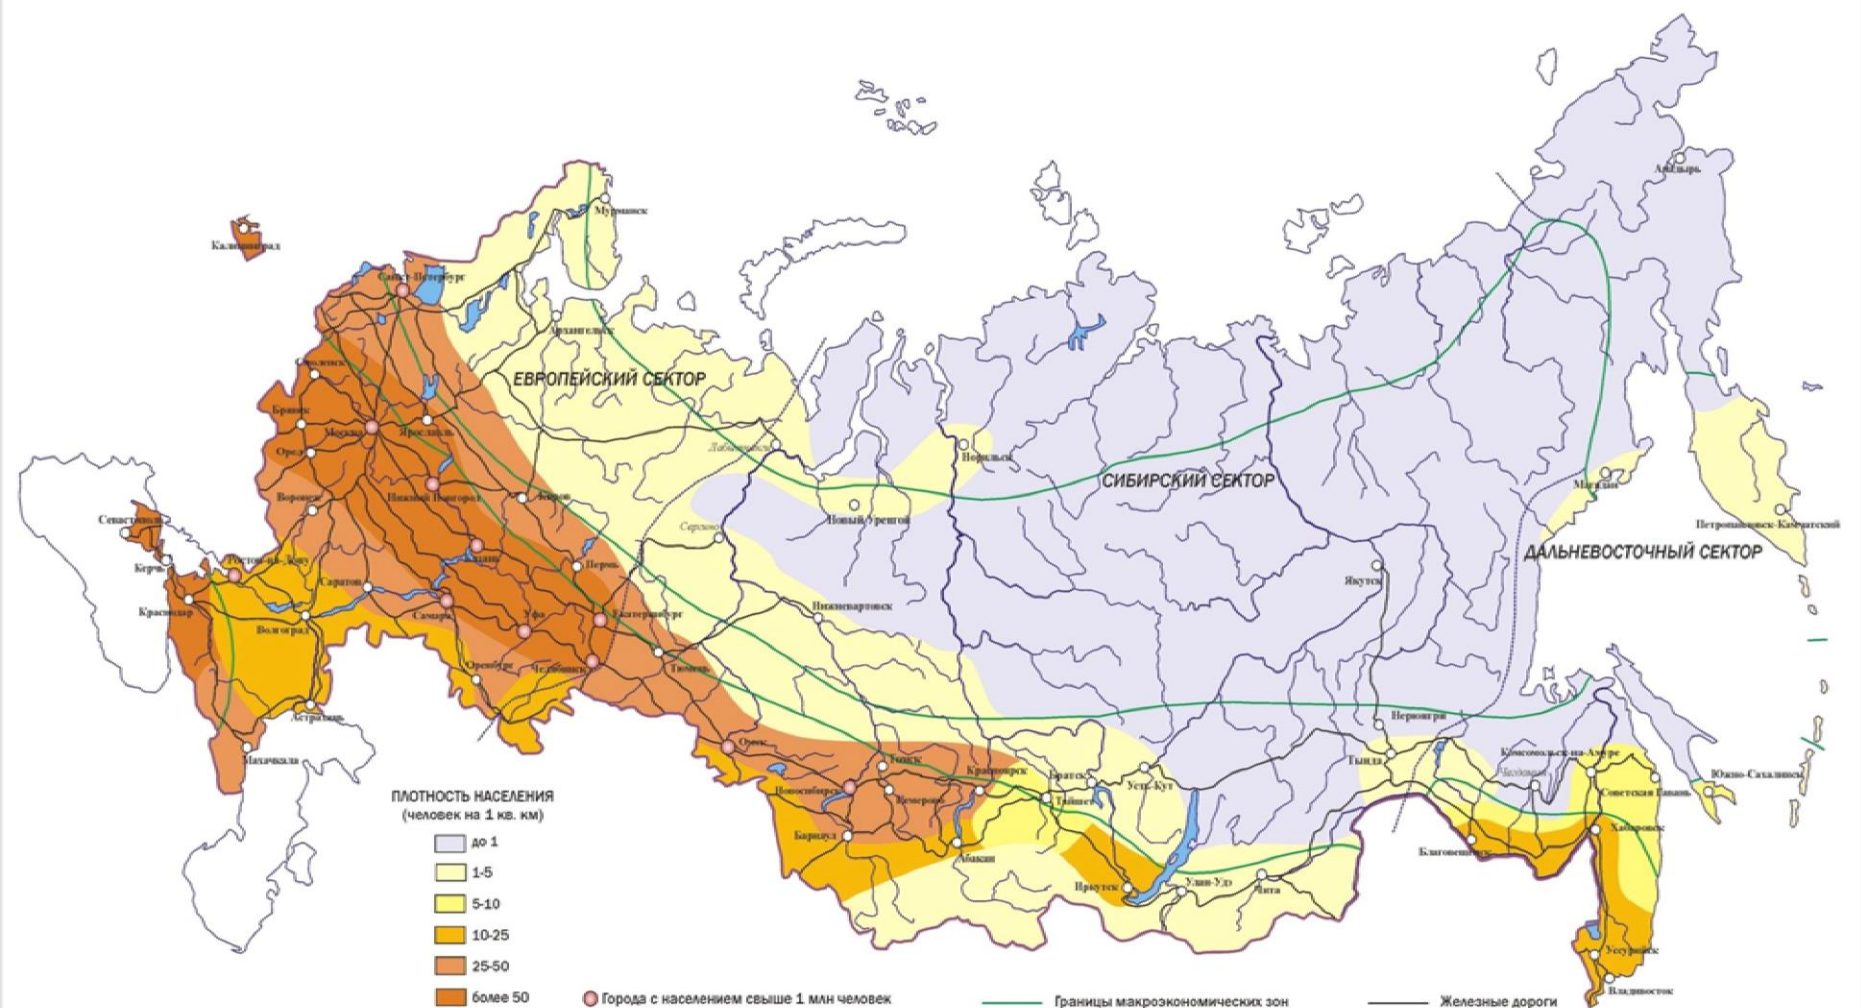 Анадырь
Мурманск
Калининград
Санкт-Петербург
Архангельск
Смоленск
ЕВРОПЕЙСКИЙ СЕКТОР
Брянск
Москва
Ярославль
Орел
Лабытнанги
Норильск
СИБИРСКИЙ СЕКТОР
Магадан
Воронеж
Нижний Новгород
Киров
Новый Уренгой
Петропавловск-Камчатский
Севастополь
Сергино
ДАЛЬНЕВОСТОЧНЫЙ СЕКТОР
Керчь
Ростов-на-Дону
Казань
Пермь
Якутск
Саратов
Краснодар
Самара
Уфа
Екатеринбург
Нижневартовск
Волгоград
Оренбург
Челябинск
Тюмень
Астрахань
Нерюнгри
Махачкала
Омск
Томск
Красноярск
Братск
Усть-Кут
Тында
Комсомольск-на-Амуре
Чегдомын
Южно-Сахалинск
Новосибирск
Кемерово
Тайшет
Советская Гавань
Барнаул
Абакан
Хабаровск
Благовещенск
Иркутск
Улан-Удэ
Чита
Уссурийск
Владивосток
ПЛОТНОСТЬ НАСЕЛЕНИЯ
(человек на 1 кв. км)
до 1
1-5
5-10
10-25
25-50
более 50
Города с населением свыше 1 млн человек
Границы макроэкономических зон
Железные дороги